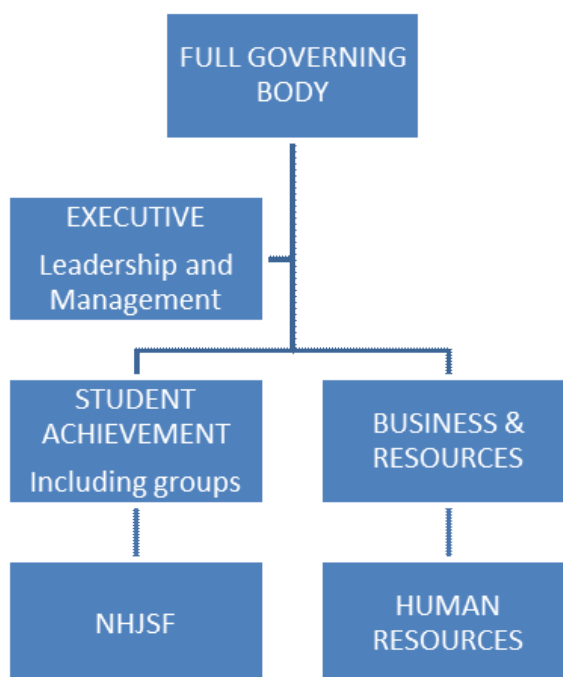 FULL GOVERNING
BODY
EXECUTIVE
Leadership and
Management
STUDENT
ACHIEVEMENT
Including groups
BUSINESS &
RESOURCES
NHJSF
HUMAN
RESOURCES